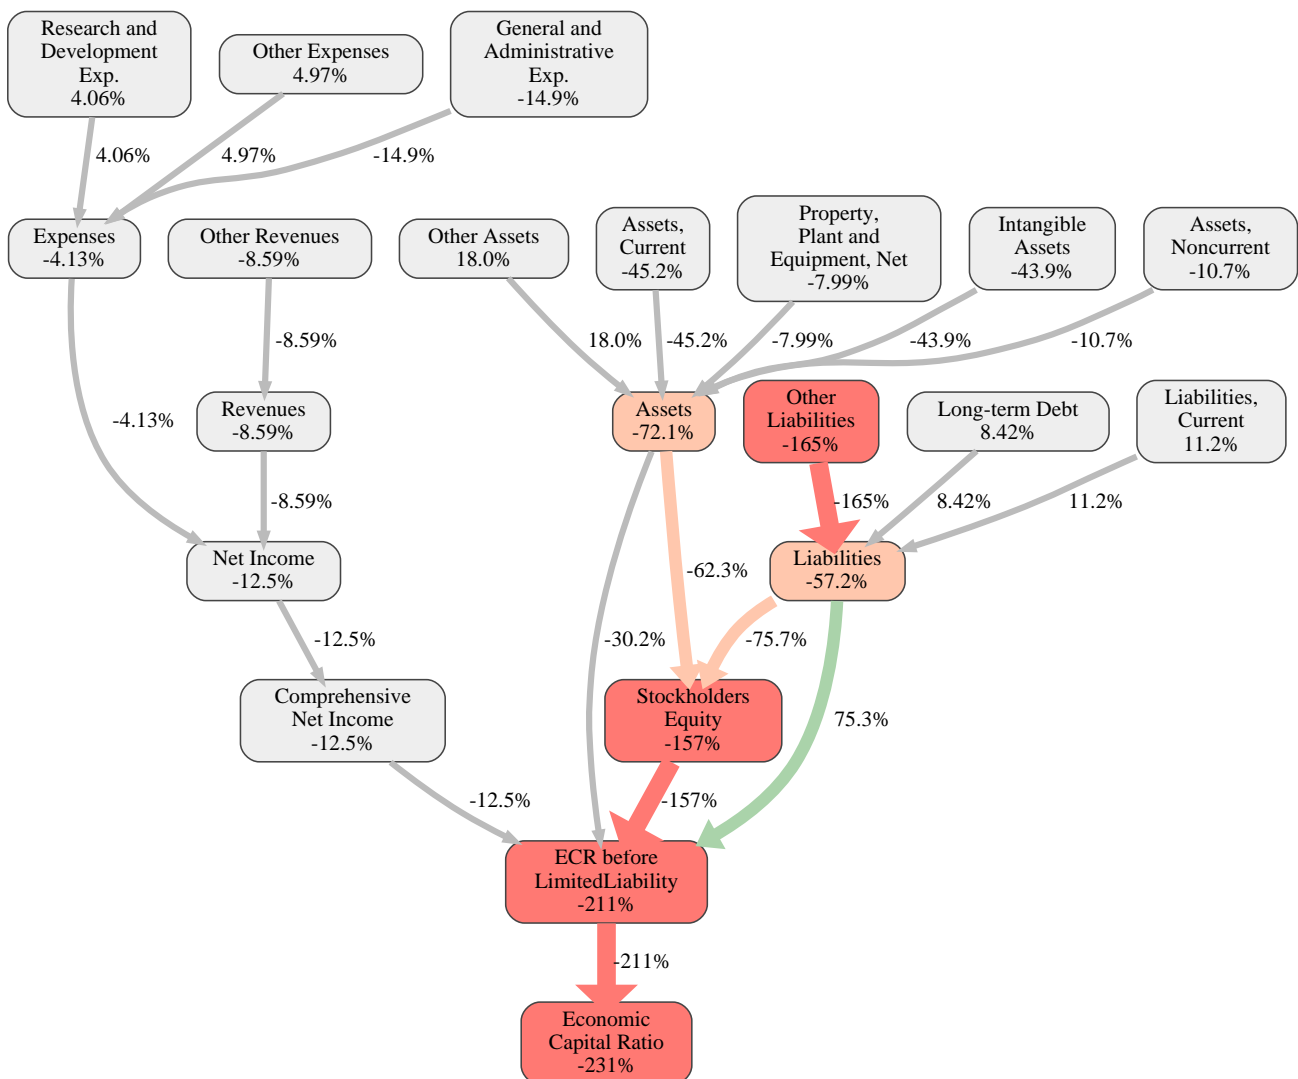 Research and
Development
Exp.
4.06%
Other Expenses
4.97%
General and
Administrative
Exp.
-14.9%
4.06%
4.97%
-14.9%
Expenses
-4.13%
Other Revenues
-8.59%
Other Assets
18.0%
Assets,
Current
-45.2%
Property,
Plant and
Equipment, Net
-7.99%
Intangible
Assets
-43.9%
Assets,
Noncurrent
-10.7%
-8.59%
18.0%
-45.2%
-7.99%
-43.9%
-10.7%
-4.13%
Revenues
-8.59%
Assets
-72.1%
Other
Liabilities
-165%
Long-term Debt
8.42%
Liabilities,
Current
11.2%
-8.59%
-165%
8.42%
11.2%
Net Income
-12.5%
-62.3%
Liabilities
-57.2%
-12.5%
-30.2%
-75.7%
Comprehensive
Net Income
-12.5%
Stockholders
Equity
-157%
75.3%
-12.5%
-157%
ECR before
LimitedLiability
-211%
-211%
Economic
Capital Ratio
-231%